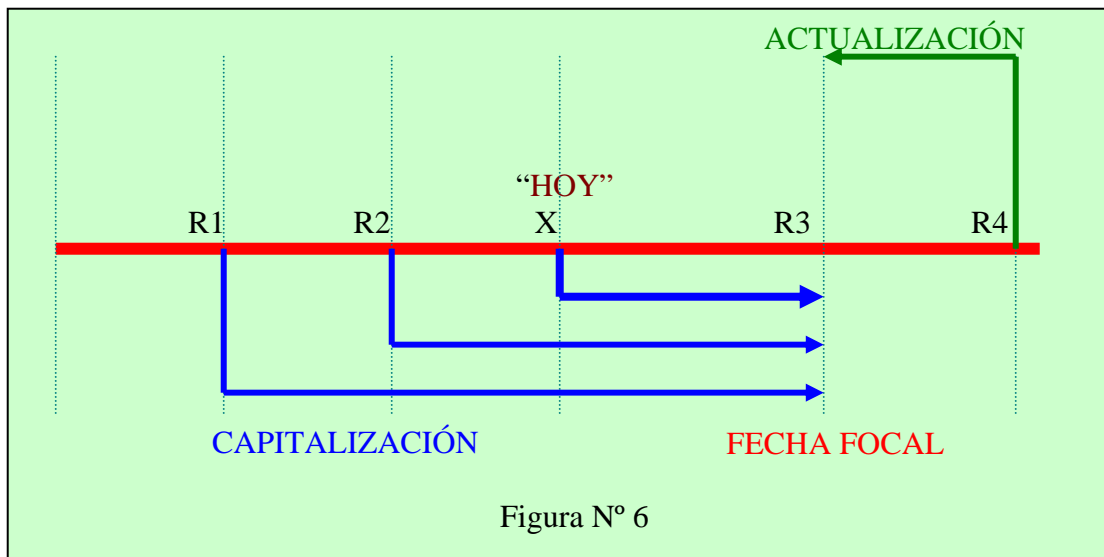 ACTUALIZACIÓN
“HOY”
R1 R2 X R3 R4
CAPITALIZACIÓN FECHA FOCAL
Figura Nº 6